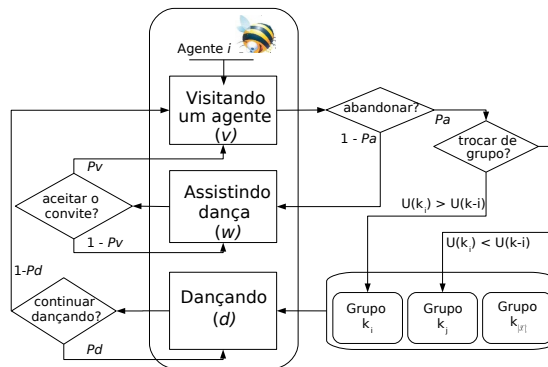 Agente i
Visitando
um agente
(v)
abandonar?
Pa
1 - Pa
trocar de
grupo?
Pv
aceitar o
convite?
1 - Pv
Assistindo
dança
(w)
U(ki) > U(k-i)
U(ki) < U(k-i)
1-Pd
continuar
dançando?
Pd
Dançando
(d)
Grupo
ki
Grupo
kj
Grupo